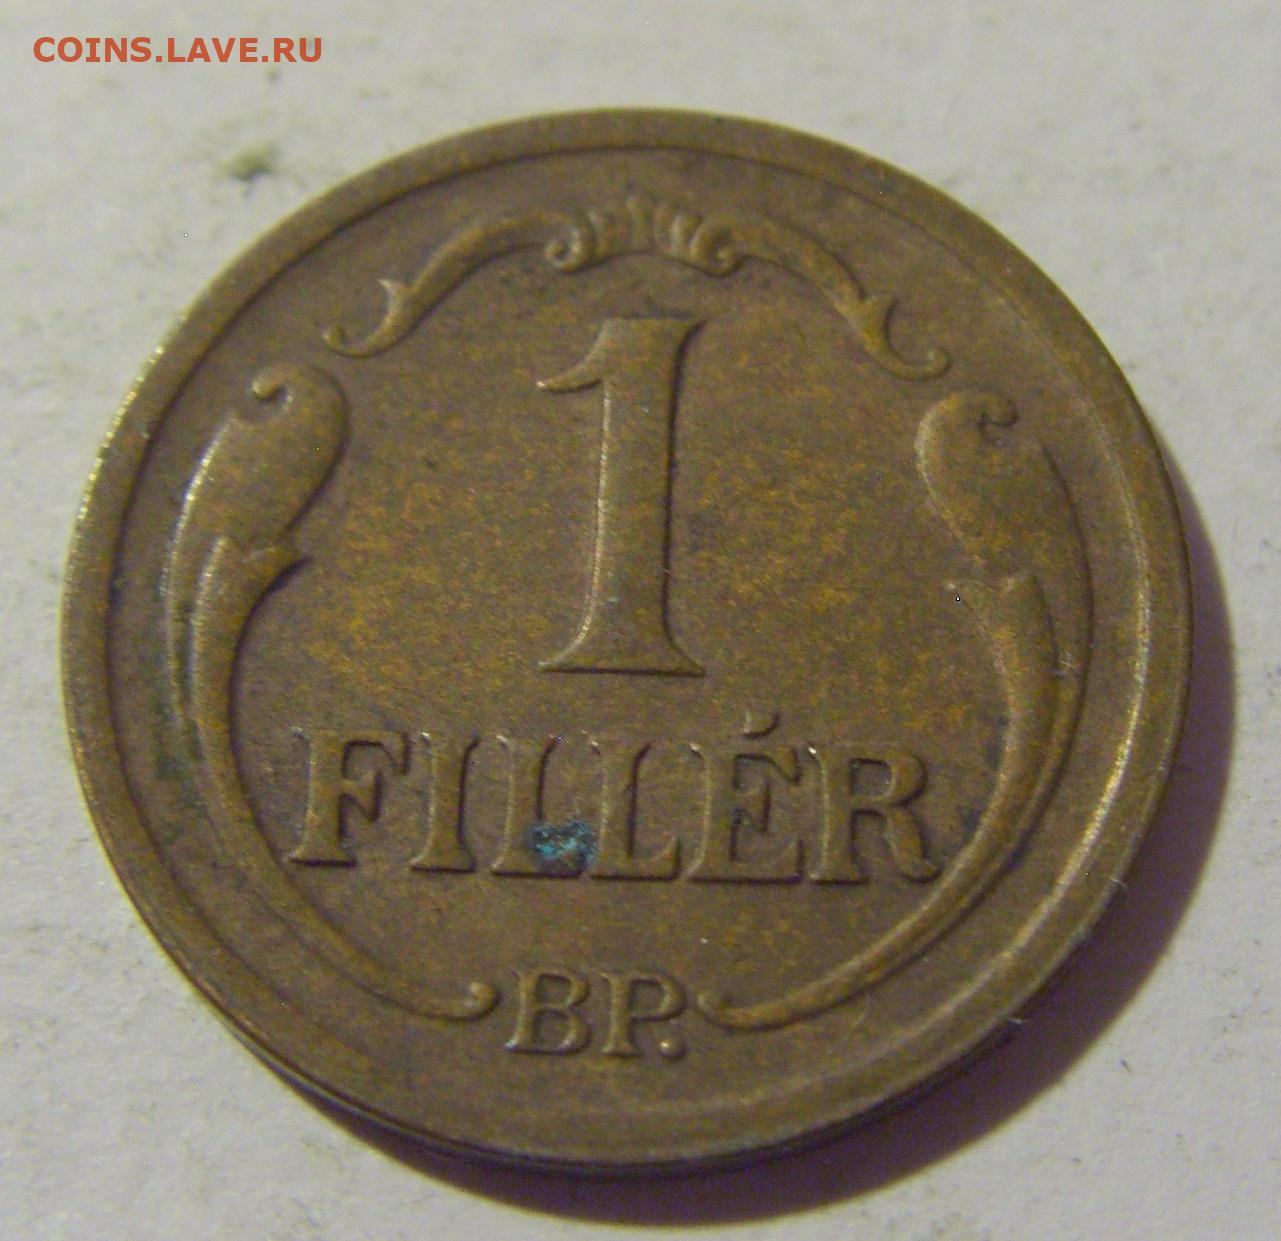 COINS.LAVE.RU
1
FILLÉR
BP.